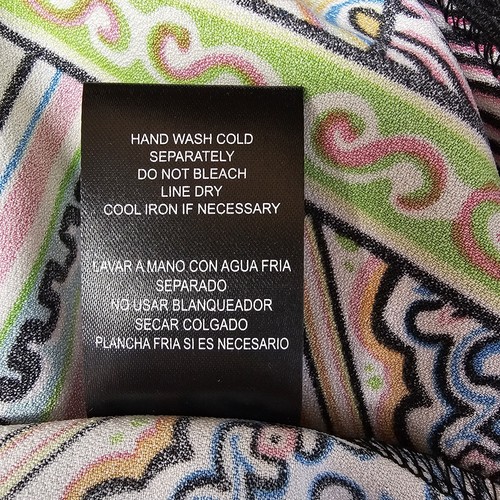 HAND WASH COLD
SEPARATELY
DO NOT BLEACH
LINE DRY
COOL IRON IF NECESSARY
LAVAR A MANO CON AGUA FRIA
SEPARADO
NO USAR BLANQUEADOR
SECAR COLGADO
PLANCHA FRIA SI ES NECESARIO